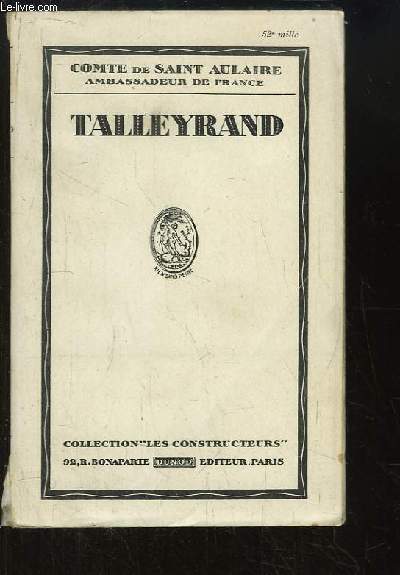 Le-livre.com
52e mille
COMTE DE SAINT AULAIRE
AMBASSADEUR DE FRANCE
TALLEYRAND
COLLECTION "LES CONSTRUCTEURS"
92, R. BONAPARTE DUNOD EDITEUR. PARIS